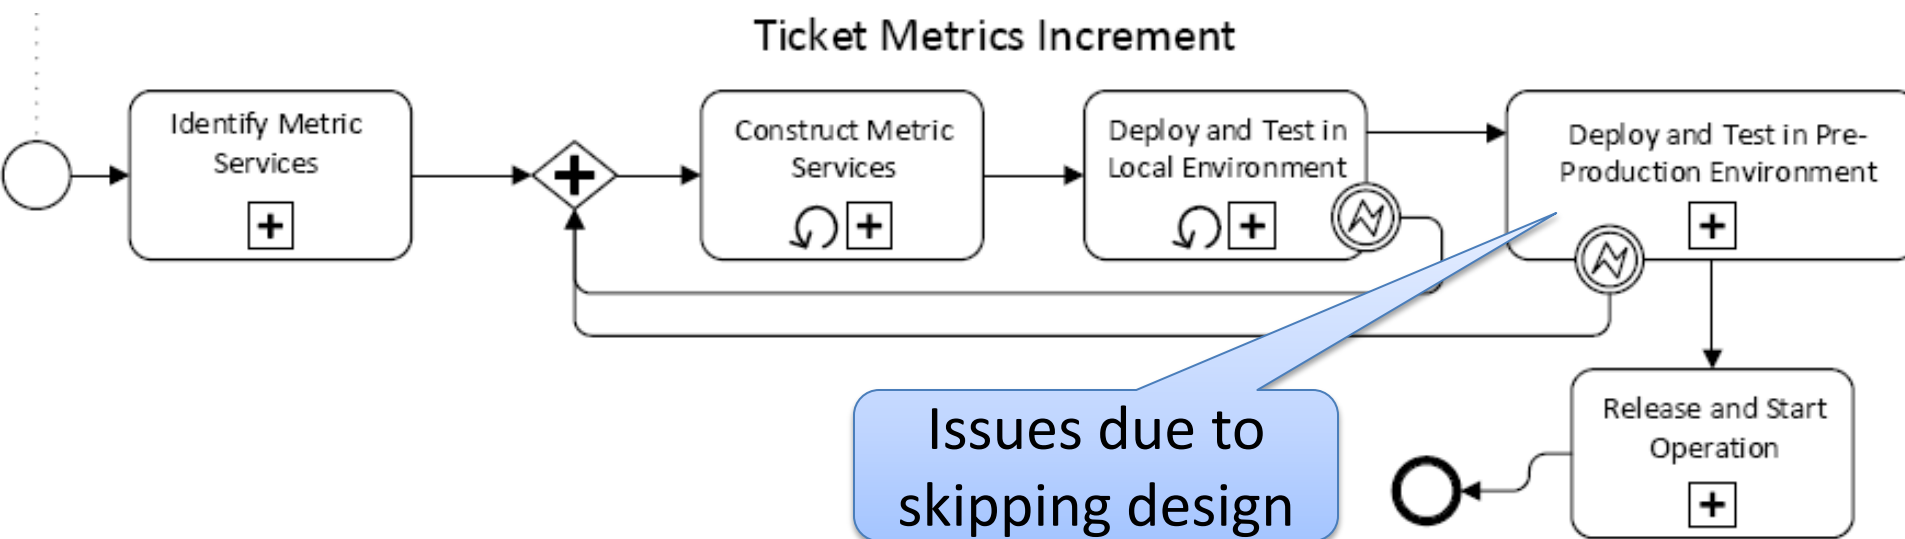 Ticket Metrics Increment
Identify Metric
Services
Construct Metric
Services
Deploy and Test in
Local Environment
Deploy and Test in Pre-
Production Environment
Issues due to
skipping design
Release and Start
Operation